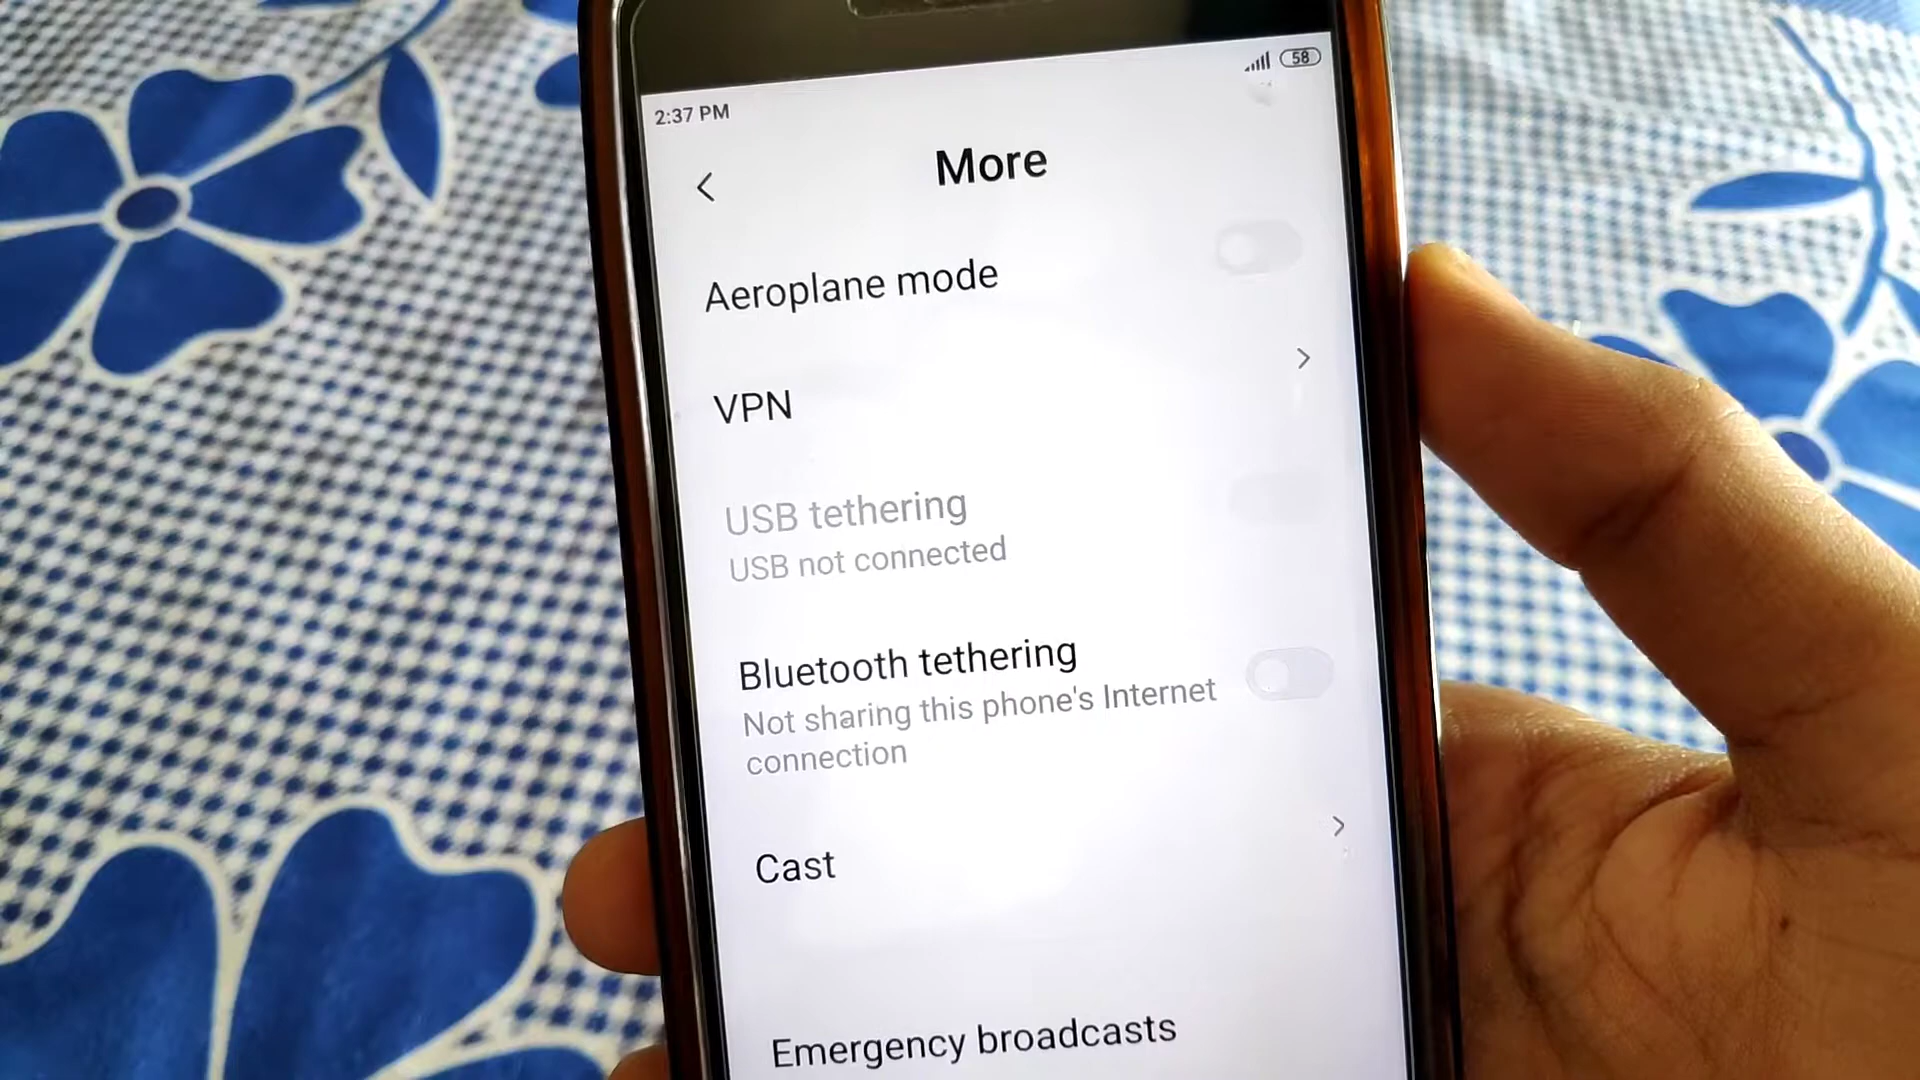 58
2:37 PM
More
Aeroplane mode
VPN
USB tethering
USB not connected
Bluetooth tethering
Not sharing this phone's Internet
connection
Cast
Emergency broadcasts